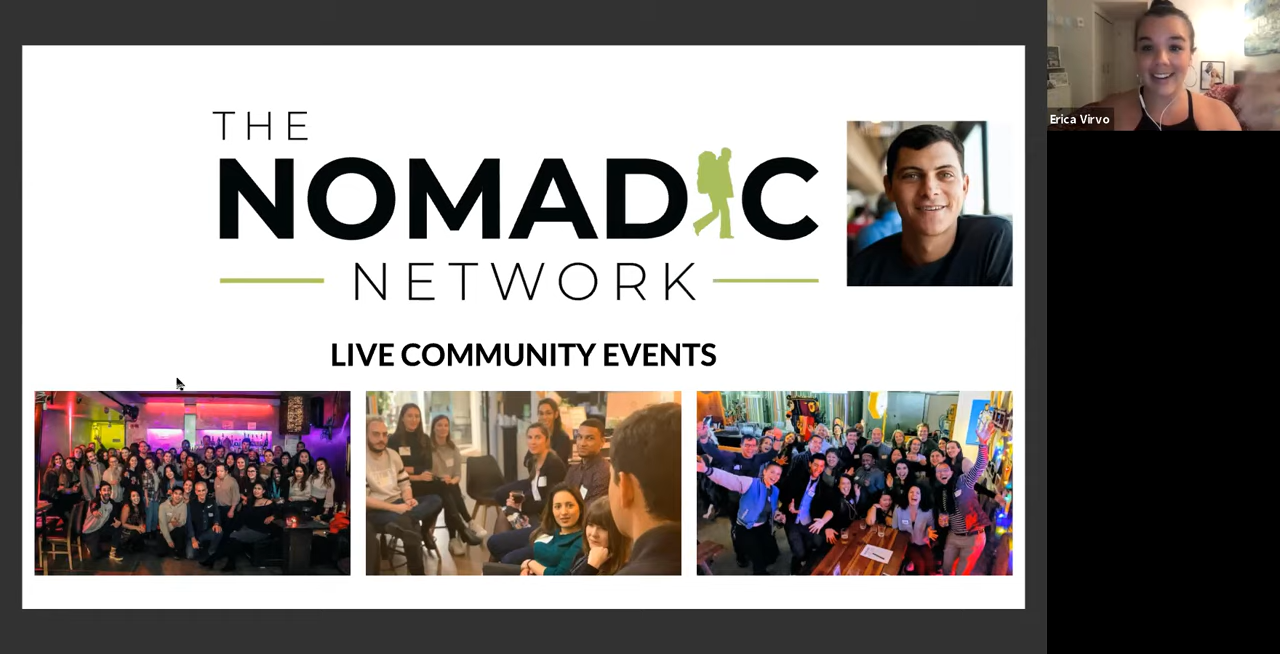 THE
NOMADIC
NETWORK
LIVE COMMUNITY EVENTS
Erica Virvo